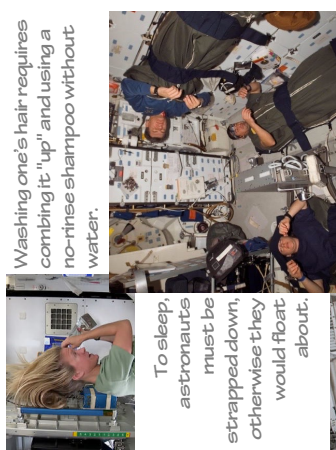 Washing one's hair requires
combing it "up" and using a
no-rinse shampoo without
water.
To sleep,
astronauts
must be
strapped down,
otherwise they
would float
about.